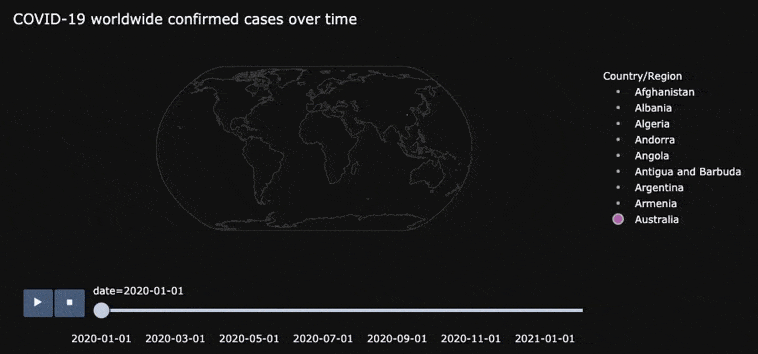 COVID-19 worldwide confirmed cases over time
Country/Region
Afghanistan
Albania
Algeria
Andorra
Angola
Antigua and Barbuda
Argentina
Armenia
Australia
date=2020-01-01
2020-01-01 2020-03-01 2020-05-01 2020-07-01 2020-09-01 2020-11-01 2021-01-01